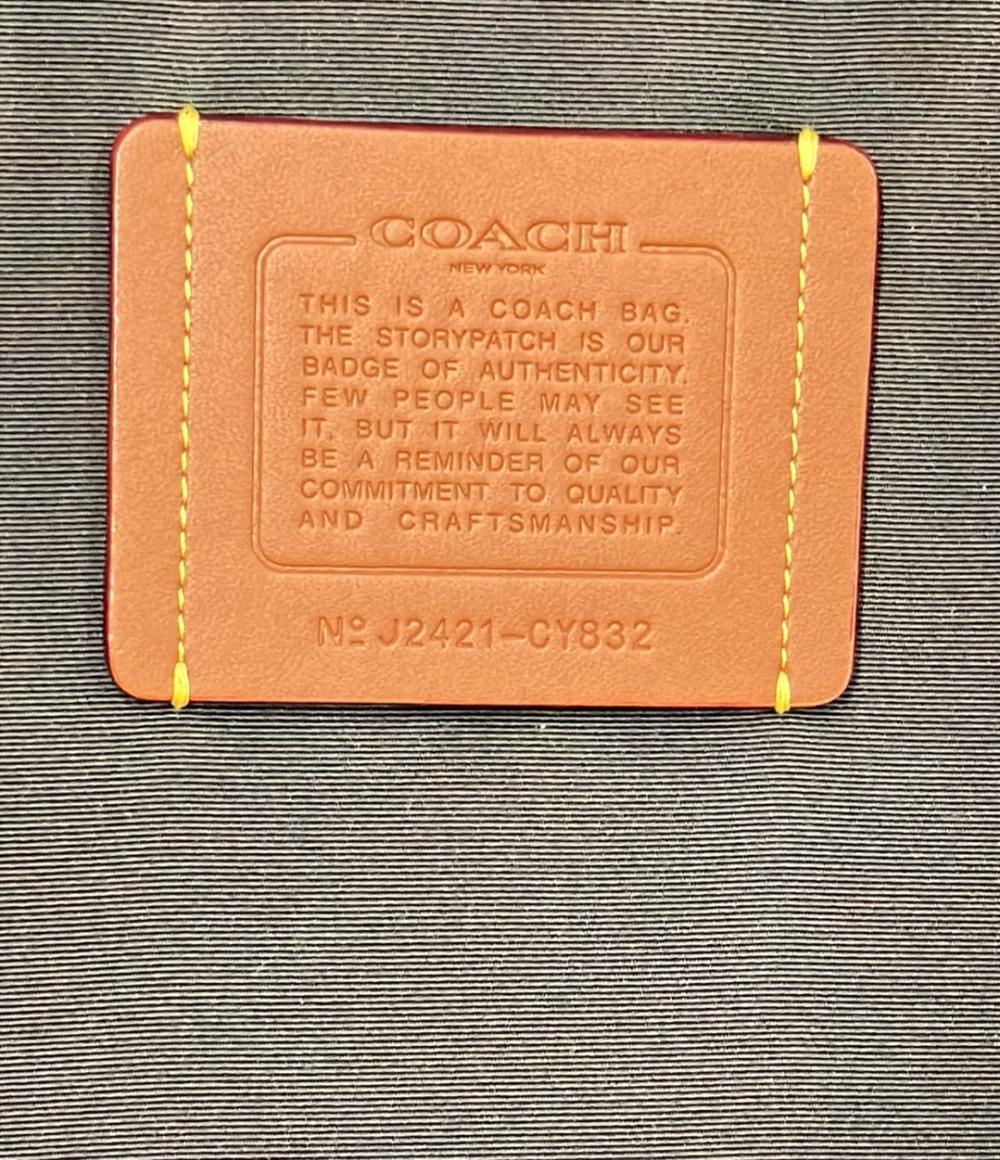 COACH
NEW YORK
THIS IS A COACH BAG.
THE STORYPATCH IS OUR
BADGE OF AUTHENTICITY.
FEW PEOPLE MAY SEE
IT, BUT IT WILL ALWAYS
BE A REMINDER OF OUR
COMMITMENT TO QUALITY
AND CRAFTSMANSHIP.
Nº J2421-CY832